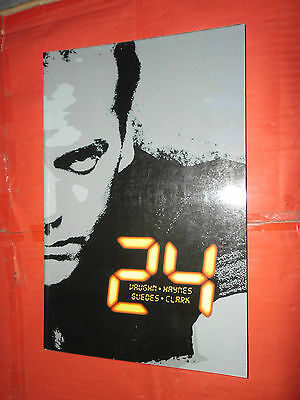 24
VAUGHN • HAYNES
GUEDES • CLARK